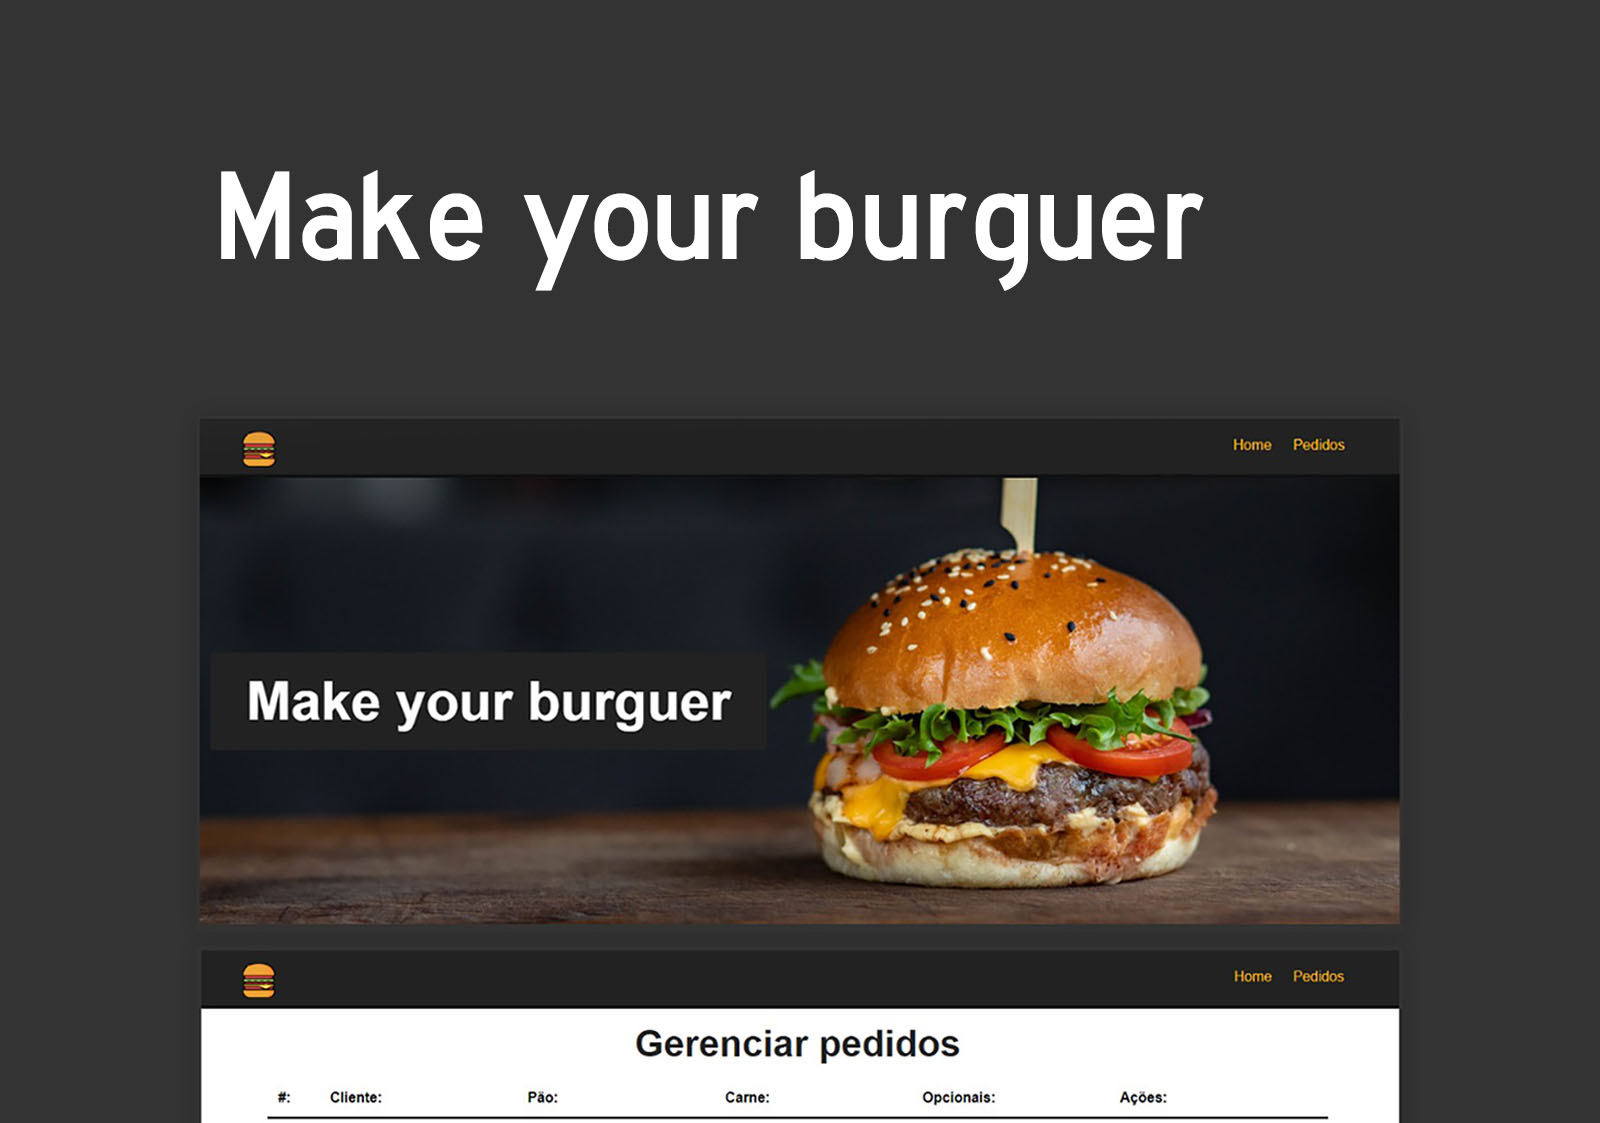 Make your burguer
Home Pedidos
Make your burguer
Home Pedidos
Gerenciar pedidos
#: Cliente: Pão: Carne: Opcionais: Ações: